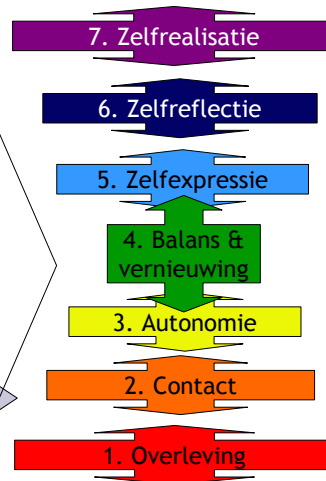 7. Zelfrealisatie
6. Zelfreflectie
5. Zelfexpressie
4. Balans &
vernieuwing
3. Autonomie
2. Contact
1. Overleving